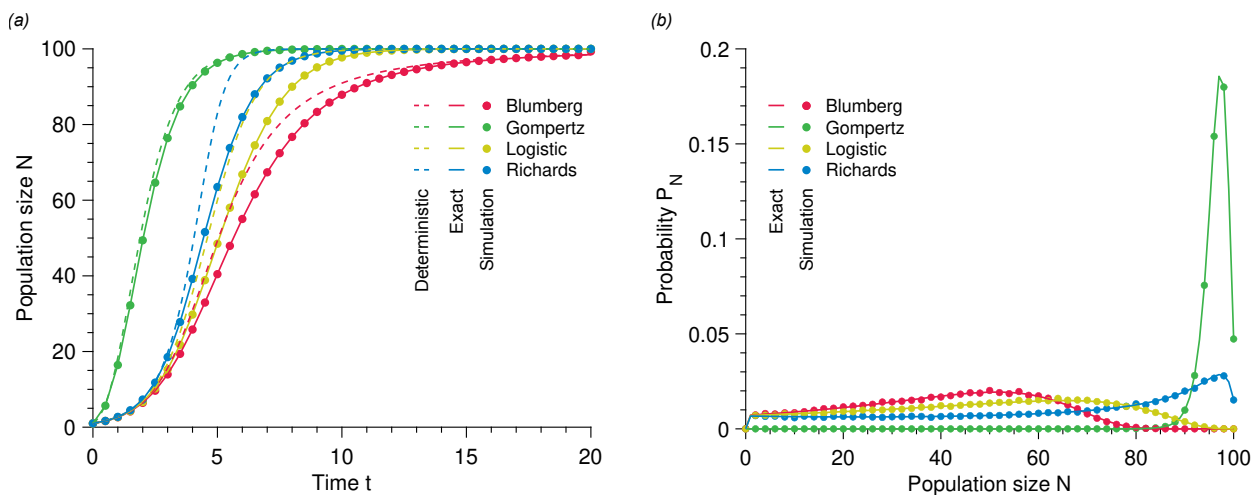 (a)
100
80
60
40
20
0
Population size N
0 5 10 15 20
Time t
Blumberg
Gompertz
Logistic
Richards
Deterministic
Exact
Simulation
(b)
0.2
0.15
0.1
0.05
0
Probability P_N
0 20 40 60 80 100
Population size N
Blumberg
Gompertz
Logistic
Richards
Exact
Simulation